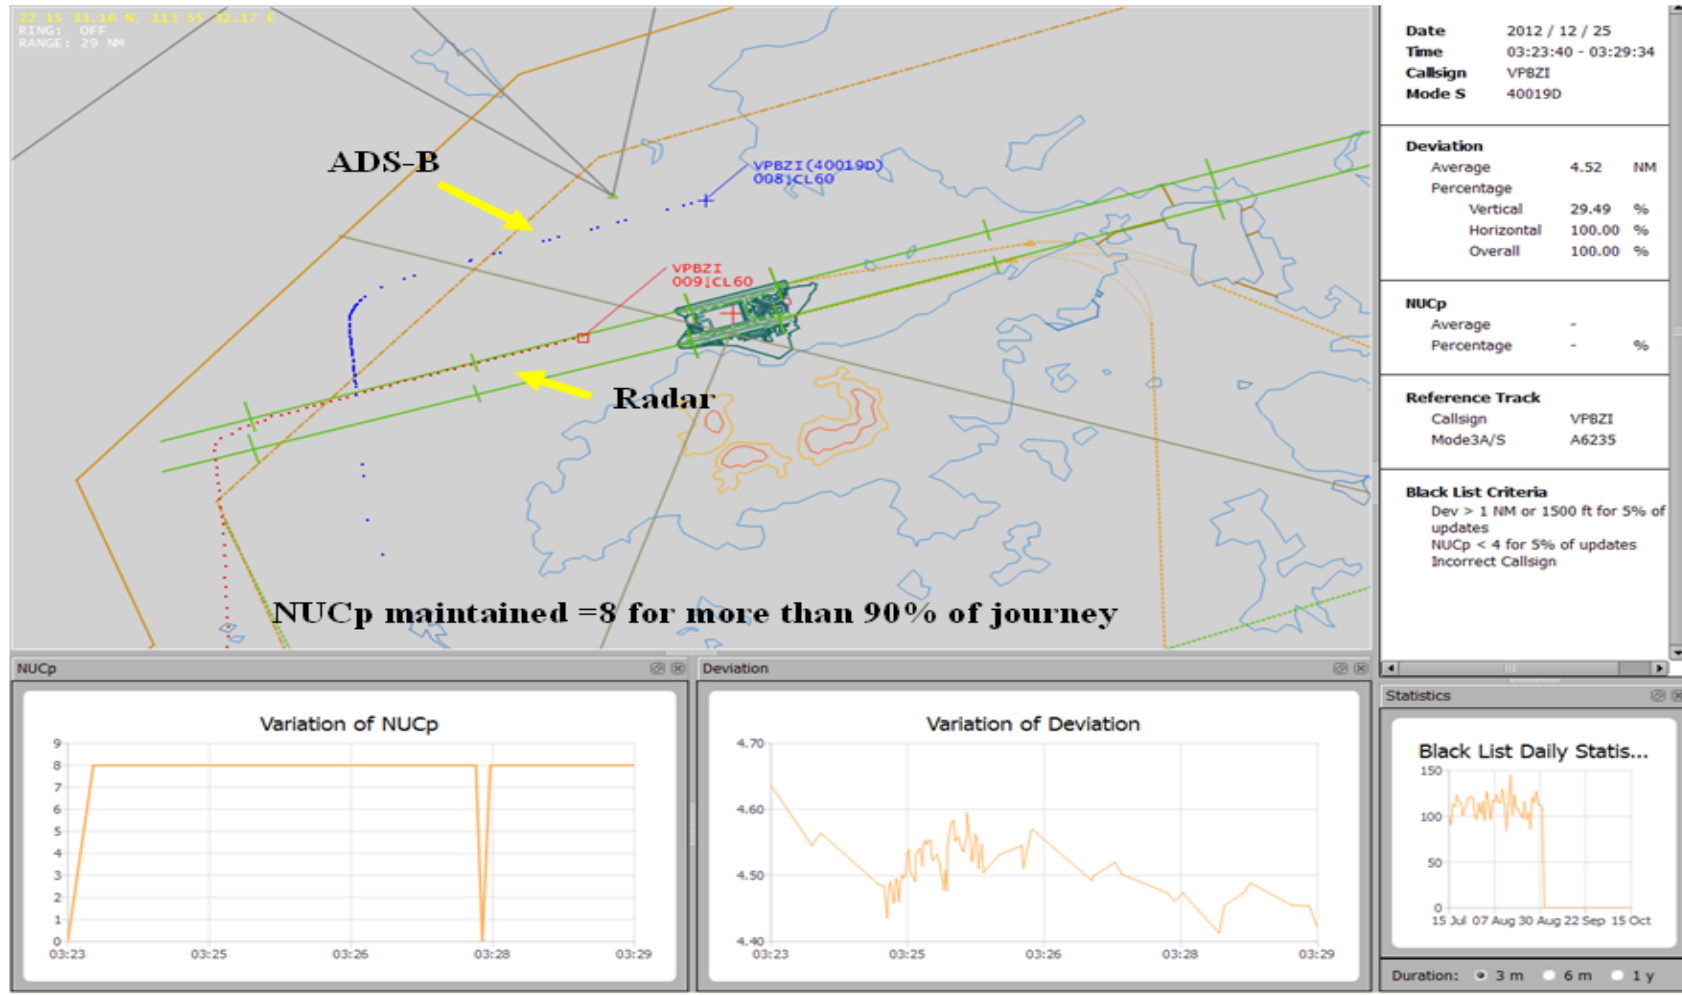 22 15 33.16 N, 113 55 32.17 E
RING: OFF
RANGE: 29 NM
ADS-B
VPBZI(40019D)
008↓CL60
VPBZI
009↓CL60
Radar
NUCp maintained =8 for more than 90% of journey
Date 2012 / 12 / 25
Time 03:23:40 - 03:29:34
Callsign VPBZI
Mode S 40019D
Deviation
Average 4.52 NM
Percentage
Vertical 29.49 %
Horizontal 100.00 %
Overall 100.00 %
NUCp
Average -
Percentage - %
Reference Track
Callsign VPBZI
Mode3A/S A6235
Black List Criteria
Dev > 1 NM or 1500 ft for 5% of
updates
NUCp < 4 for 5% of updates
Incorrect Callsign
NUCp
Variation of NUCp
9
8
7
6
5
4
3
2
1
0
03:23 03:25 03:26 03:28 03:29
Deviation
Variation of Deviation
4.70
4.60
4.50
4.40
03:23 03:25 03:26 03:28 03:29
Statistics
Black List Daily Statis...
150
100
50
0
15 Jul 07 Aug 30 Aug 22 Sep 15 Oct
Duration: 3 m 6 m 1 y